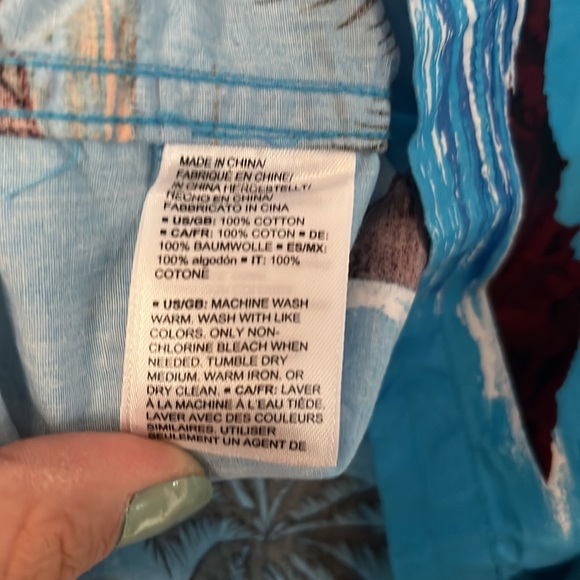 MADE IN CHINA/
FABRIQUÉ EN CHINE/
IN CHINA HERGESTELLT/
HECHO EN CHINA/
FABBRICATO IN CINA
▪ US/GB: 100% COTTON
▪ CA/FR: 100% COTON ▪ DE:
100% BAUMWOLLE ▪ ES/MX:
100% algodón ▪ IT: 100%
COTONE
▪ US/GB: MACHINE WASH
WARM, WASH WITH LIKE
COLORS, ONLY NON-
CHLORINE BLEACH WHEN
NEEDED, TUMBLE DRY
MEDIUM, WARM IRON, OR
DRY CLEAN. ▪ CA/FR: LAVER
À LA MACHINE À L'EAU TIÈDE,
LAVER AVEC DES COULEURS
SIMILAIRES, UTILISER
SEULEMENT UN AGENT DE